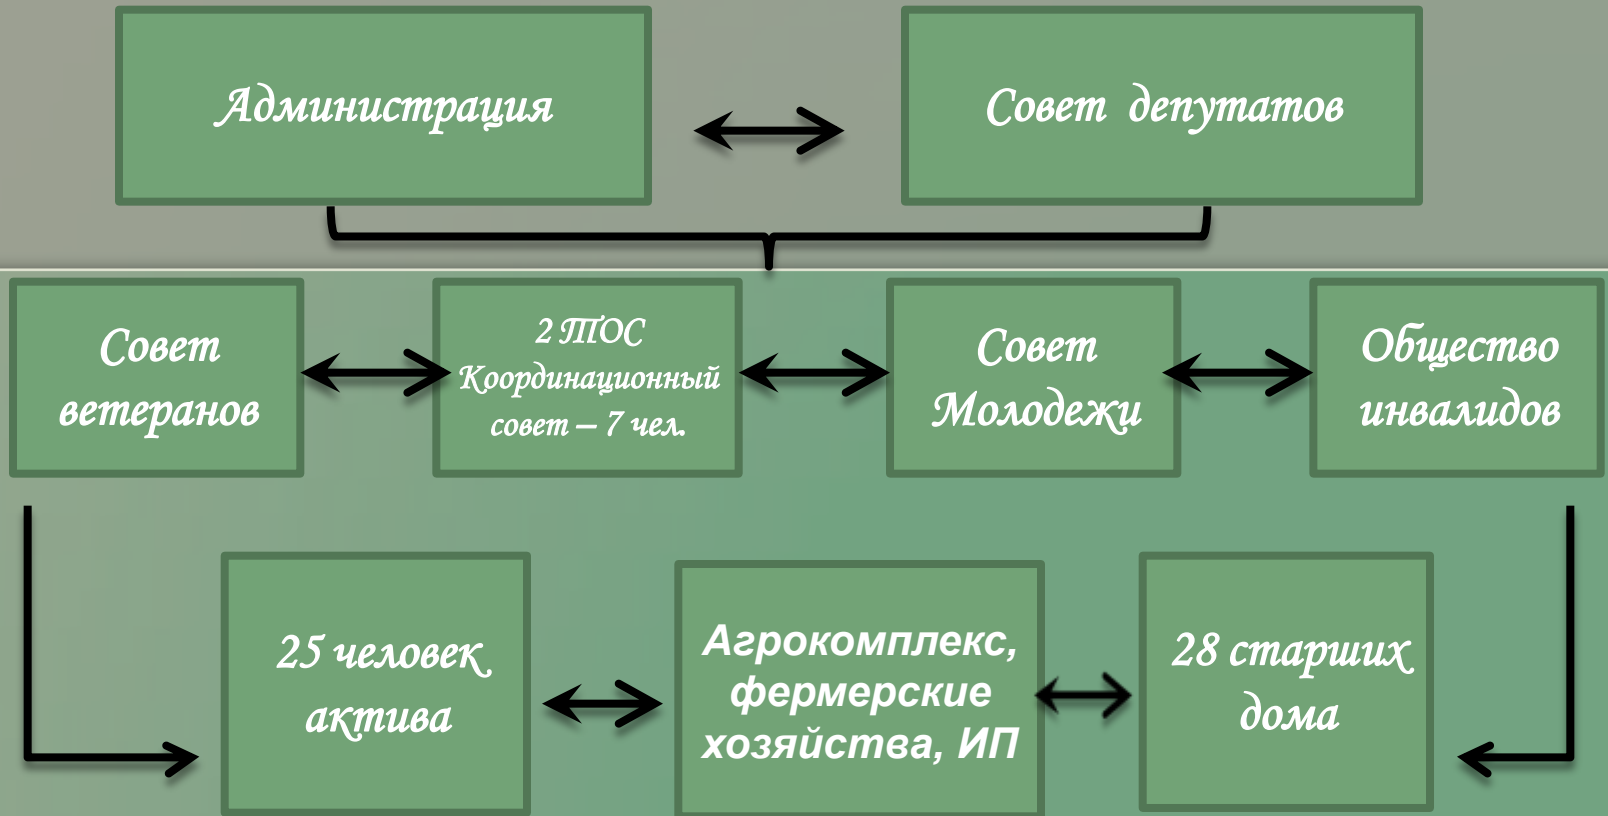 Администрация
Совет депутатов
Совет
ветеранов
2 ТОС
Координационный
совет – 7 чел.
Совет
Молодежи
Общество
инвалидов
25 человек
актива
Агрокомплекс,
фермерские
хозяйства, ИП
28 старших
дома